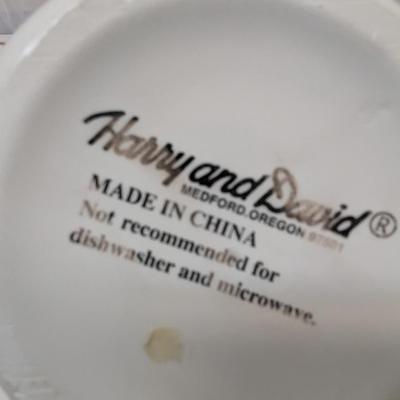 Harry and David®
MEDFORD, OREGON 97501
MADE IN CHINA
Not recommended for
dishwasher and microwave.